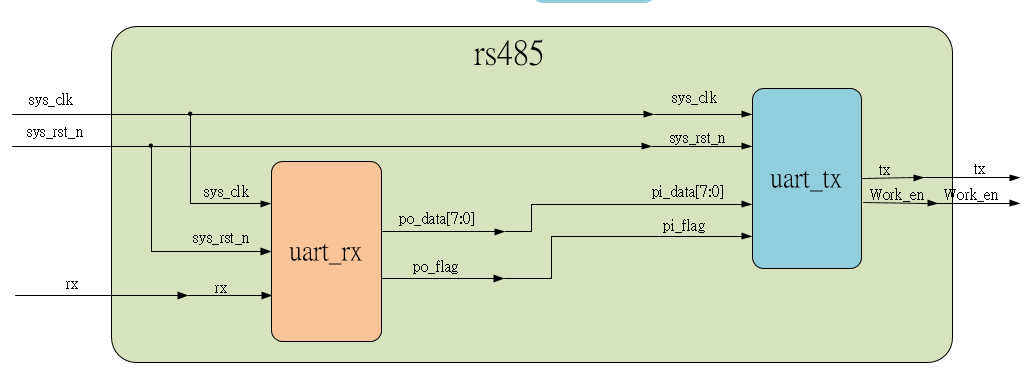 rs485
sys_clk
sys_clk
sys_rst_n
sys_rst_n
tx
tx
uart_tx
sys_clk
pi_data[7:0]
Work_en
Work_en
po_data[7:0]
pi_flag
sys_rst_n
uart_rx
po_flag
rx
rx